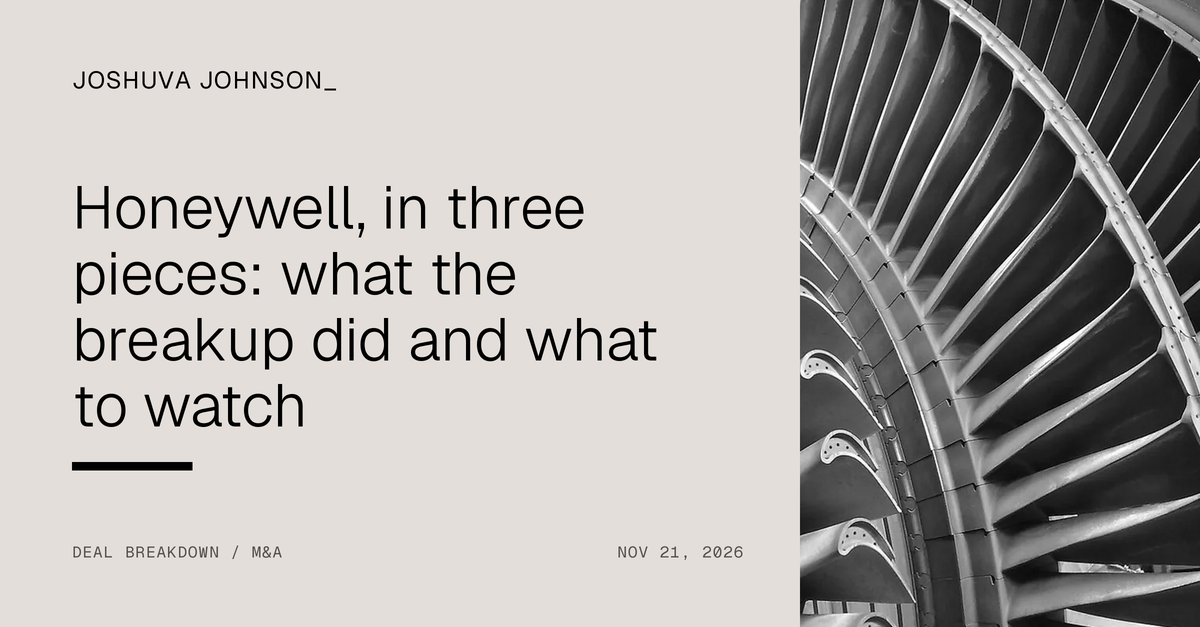 JOSHUVA JOHNSON_
Honeywell, in three
pieces: what the
breakup did and what
to watch
DEAL BREAKDOWN / M&A
NOV 21, 2026